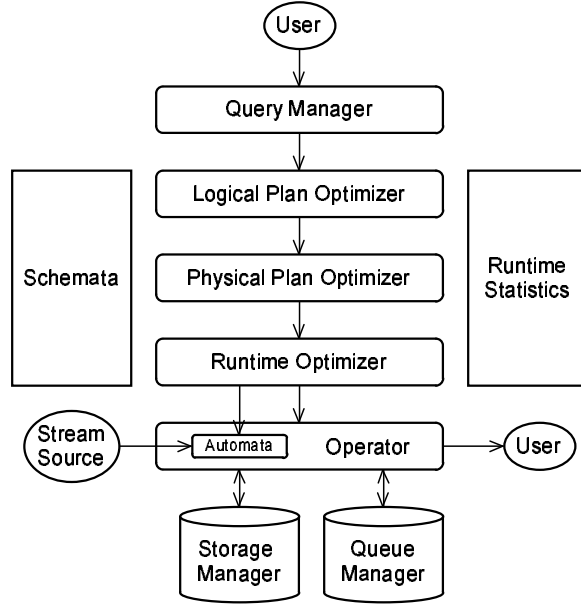 User
Query Manager
Logical Plan Optimizer
Schemata
Physical Plan Optimizer
Runtime
Statistics
Runtime Optimizer
Stream
Source
Automata
Operator
User
Storage
Manager
Queue
Manager